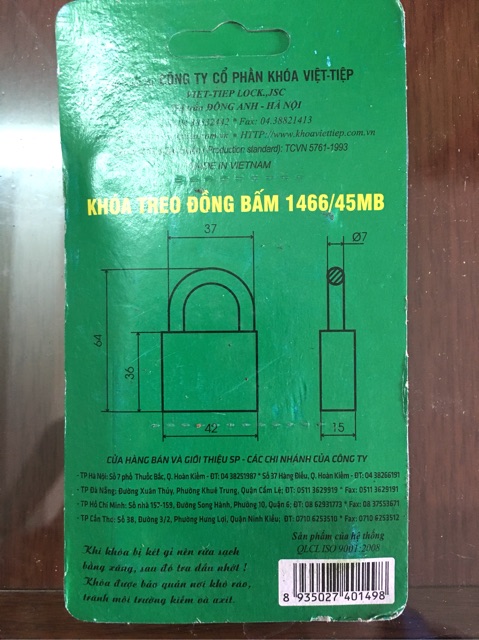 CÔNG TY CỔ PHẦN KHÓA VIỆT-TIỆP
VIET-TIEP LOCK.,JSC
ĐÔNG ANH - HÀ NỘI
* Fax: 04.38821413
* HTTP://www.khoaviettiep.com.vn
(Production standard): TCVN 5761-1993
MADE IN VIETNAM
KHÓA TREO ĐỒNG BẤM 1466/45MB
37
Ø7
64
36
42
15
CỬA HÀNG BÁN VÀ GIỚI THIỆU SP - CÁC CHI NHÁNH CỦA CÔNG TY
- TP Hà Nội: Số 7 phố Thuốc Bắc, Q. Hoàn Kiếm - ĐT: 04 38251987 * Số 37 Hàng Điếu, Q. Hoàn Kiếm - ĐT: 04 38266191
- TP Đà Nẵng: Đường Xuân Thủy, Phường Khuê Trung, Quận Cẩm Lệ; ĐT: 0511 3629919 * Fax: 0511 3629191
- TP Hồ Chí Minh: Số nhà 157-159, Đường Song Hành, Phường 10, Quận 6; ĐT: 08 62931773 * Fax: 08 37553671
- TP Cần Thơ: Số 38, Đường 3/2, Phường Hưng Lợi, Quận Ninh Kiều; ĐT: 0710 6253510 * Fax: 0710 6253512
Sản phẩm của hệ thống
QLCL ISO 9001:2008
Khi khóa bị kẹt gỉ nên rửa sạch
bằng xăng, sau đó tra dầu nhớt !
Khóa được bảo quản nơi khô ráo,
tránh môi trường kiềm và axít.
8 935027 401498